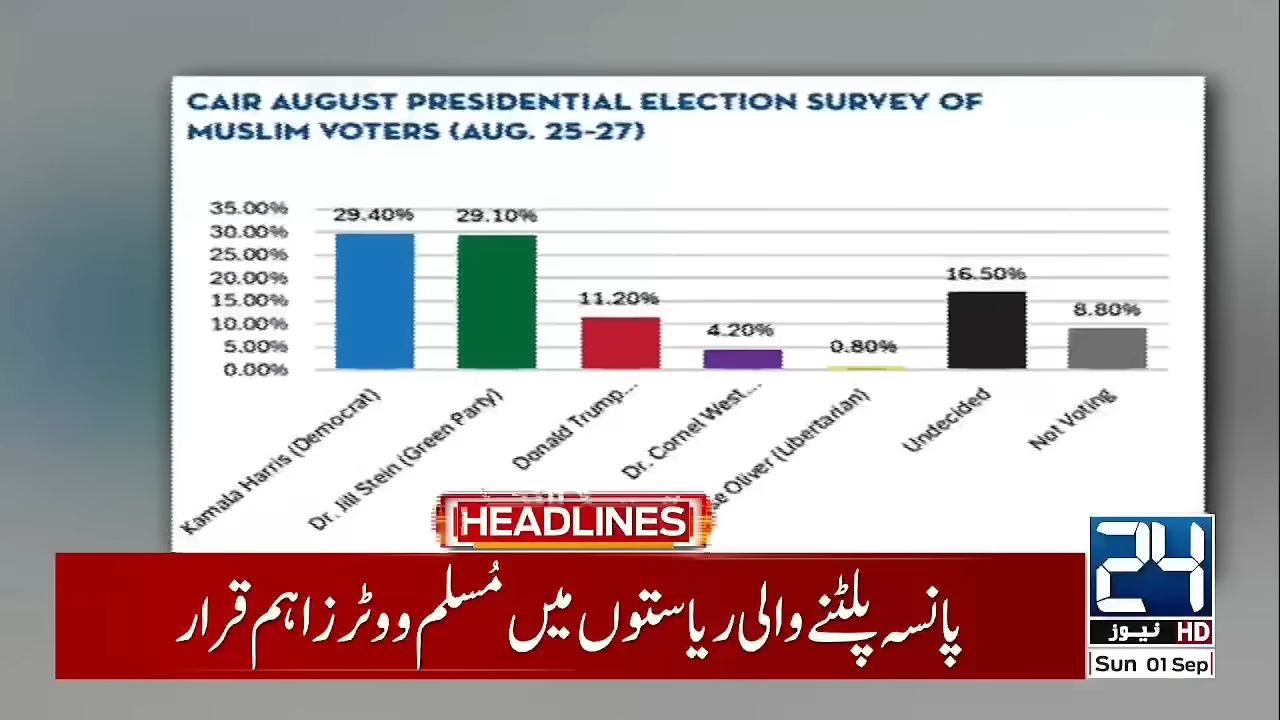 CAIR AUGUST PRESIDENTIAL ELECTION SURVEY OF
MUSLIM VOTERS (AUG. 25-27)
35.00%
30.00%
25.00%
20.00%
15.00%
10.00%
5.00%
0.00%
29.40%
29.10%
11.20%
4.20%
0.80%
16.50%
8.80%
Kamala Harris (Democrat)
Dr. Jill Stein (Green Party)
Donald Trump...
Dr. Cornel West...
Oliver (Libertarian)
Undecided
Not Voting
HEADLINES
پانسہ پلٹنے والی ریاستوں میں مُسلم ووٹرز اہم قرار
24
نیوز HD
Sun 01 Sep